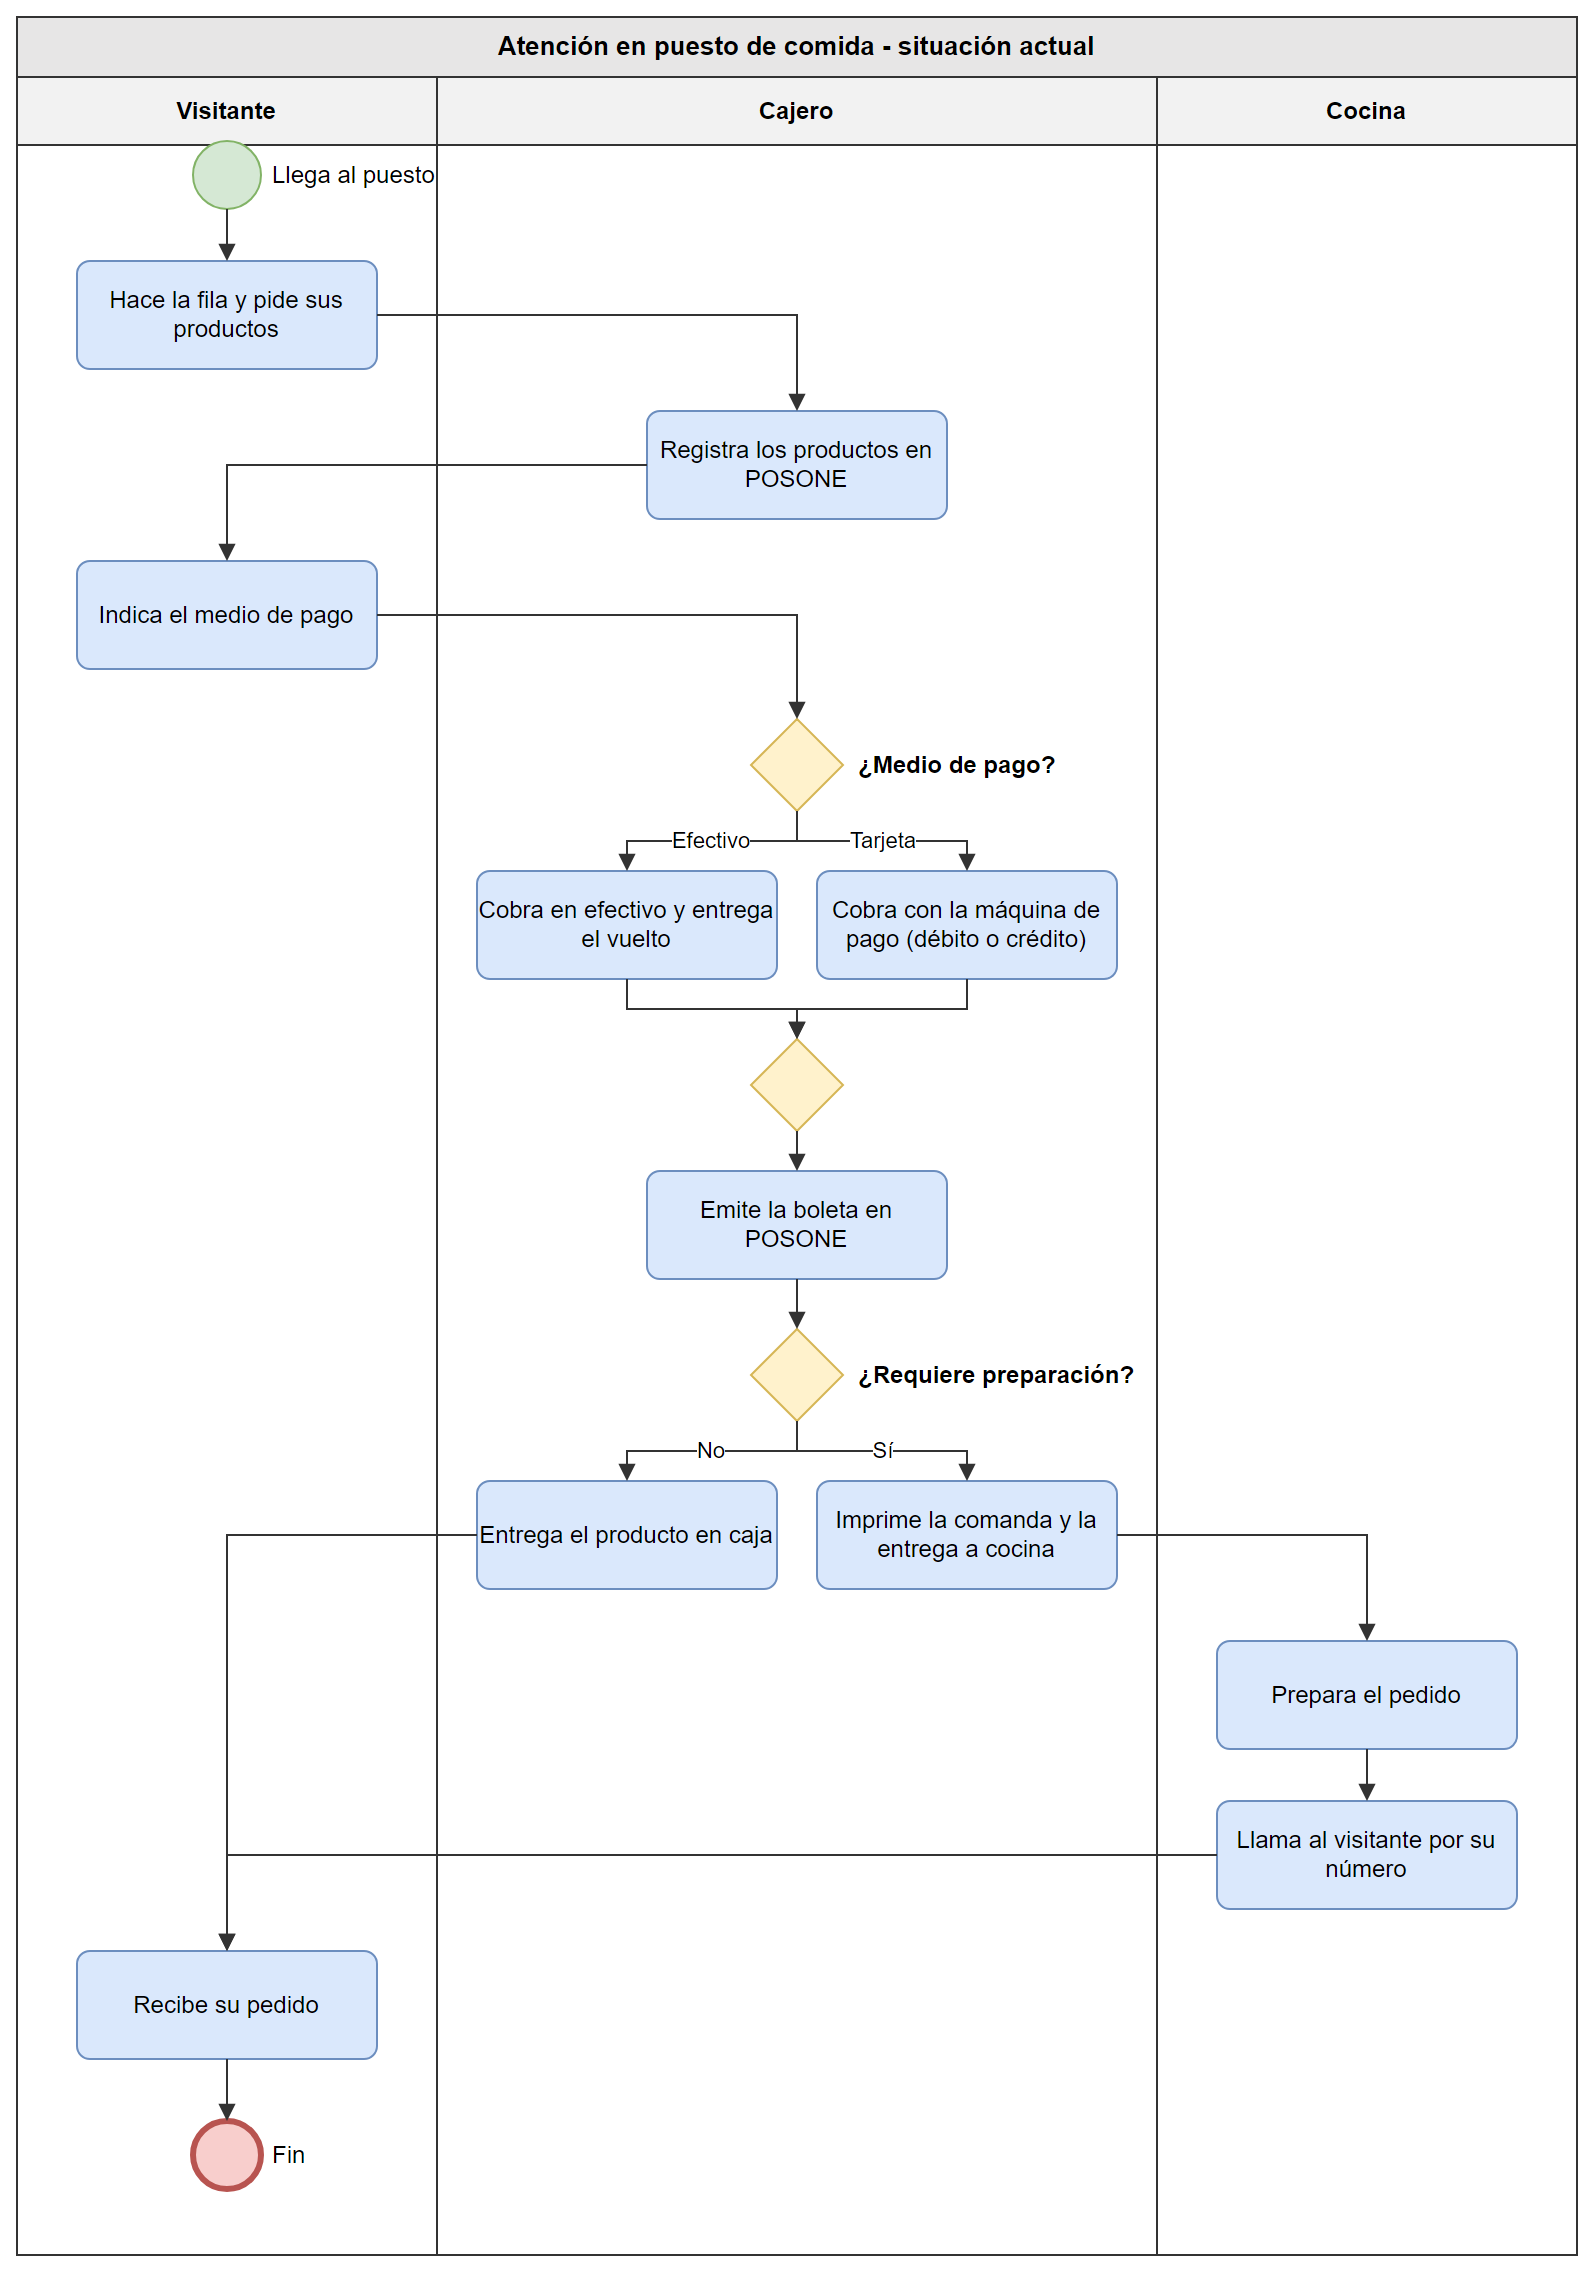 Atención en puesto de comida - situación actual
Visitante
Cajero
Cocina
Llega al puesto
Hace la fila y pide sus
productos
Registra los productos en
POSONE
Indica el medio de pago
¿Medio de pago?
Efectivo
Tarjeta
Cobra en efectivo y entrega
el vuelto
Cobra con la máquina de
pago (débito o crédito)
Emite la boleta en
POSONE
¿Requiere preparación?
No
Sí
Entrega el producto en caja
Imprime la comanda y la
entrega a cocina
Prepara el pedido
Llama al visitante por su
número
Recibe su pedido
Fin